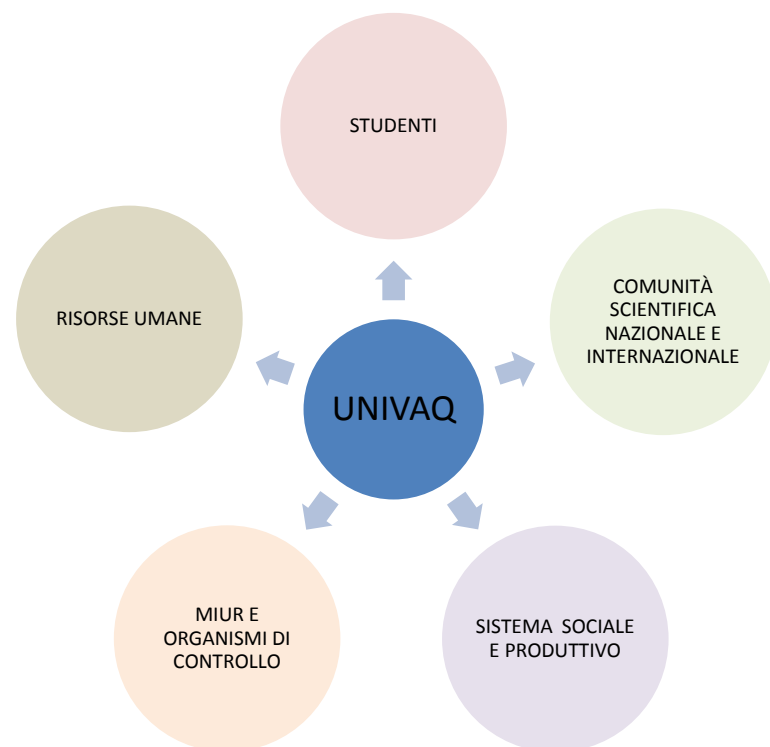 STUDENTI
COMUNITÀ
SCIENTIFICA
NAZIONALE E
INTERNAZIONALE
RISORSE UMANE
UNIVAQ
MIUR E
ORGANISMI DI
CONTROLLO
SISTEMA SOCIALE
E PRODUTTIVO